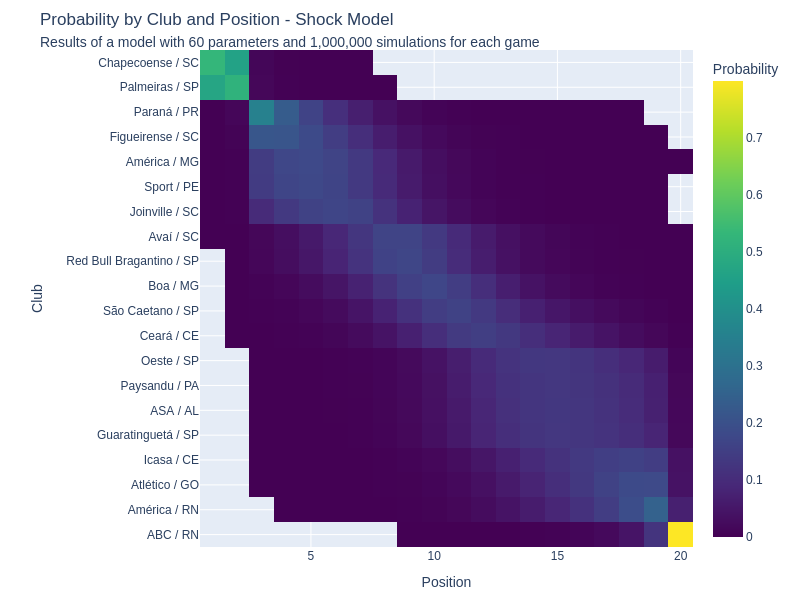 Probability by Club and Position - Shock Model
Results of a model with 60 parameters and 1,000,000 simulations for each game
Probability
Chapecoense / SC
Palmeiras / SP
Paraná / PR
Figueirense / SC
América / MG
Sport / PE
Joinville / SC
Avaí / SC
Red Bull Bragantino / SP
Boa / MG
São Caetano / SP
Ceará / CE
Oeste / SP
Paysandu / PA
ASA / AL
Guaratinguetá / SP
Icasa / CE
Atlético / GO
América / RN
ABC / RN
Club
5
10
15
20
Position
0.7
0.6
0.5
0.4
0.3
0.2
0.1
0